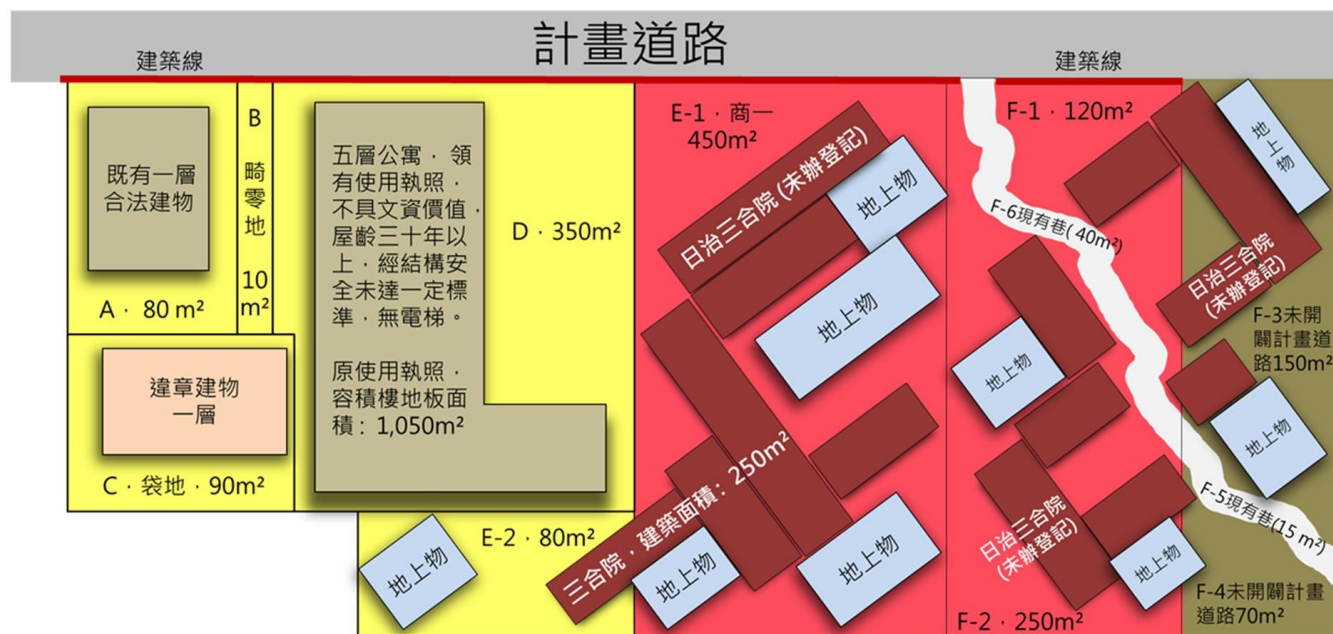 計畫道路
建築線
建築線
既有一層
合法建物
A．80 m²
B
畸
零
地
10
m²
違章建物
一層
C．袋地．90m²
五層公寓．領
有使用執照．
不具文資價值．
屋齡三十年以
上．經結構安
全未達一定標
準．無電梯。
原使用執照．
容積樓地板面
積：1,050m²
D．350m²
E-1．商一
450m²
日治三合院 (未辦登記)
地上物
地上物
三合院．建築面積：250m²
地上物
地上物
E-2．80m²
地上物
F-1．120m²
F-6現有巷( 40m²)
地上物
日治三合院
(未辦登記)
地上物
F-2．250m²
地上物
日治三合院
(未辦登記)
F-3未開
闢計畫道
路150m²
地上物
F-5現有巷(15 m²)
F-4未開闢計畫
道路70m²